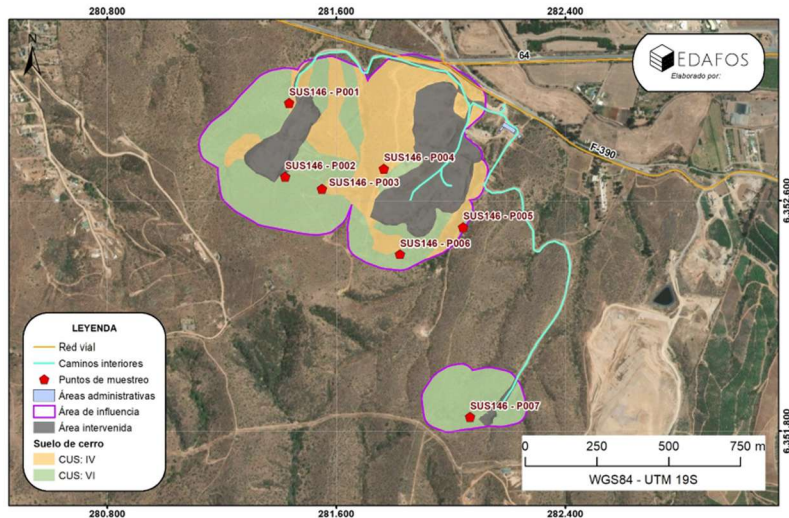 280.800 281.600 282.400
N
64
EDAFOS
Elaborado por:
SUS146 - P001
F-390
SUS146 - P002
SUS146 - P004
SUS146 - P003
6.352.600
SUS146 - P005
SUS146 - P006
LEYENDA
Red vial
Caminos interiores
Puntos de muestreo
Áreas administrativas
Área de influencia
Área intervenida
Suelo de cerro
CUS: IV
CUS: VI
SUS146 - P007
6.351.800
0 250 500 750 m
WGS84 - UTM 19S
280.800 281.600 282.400